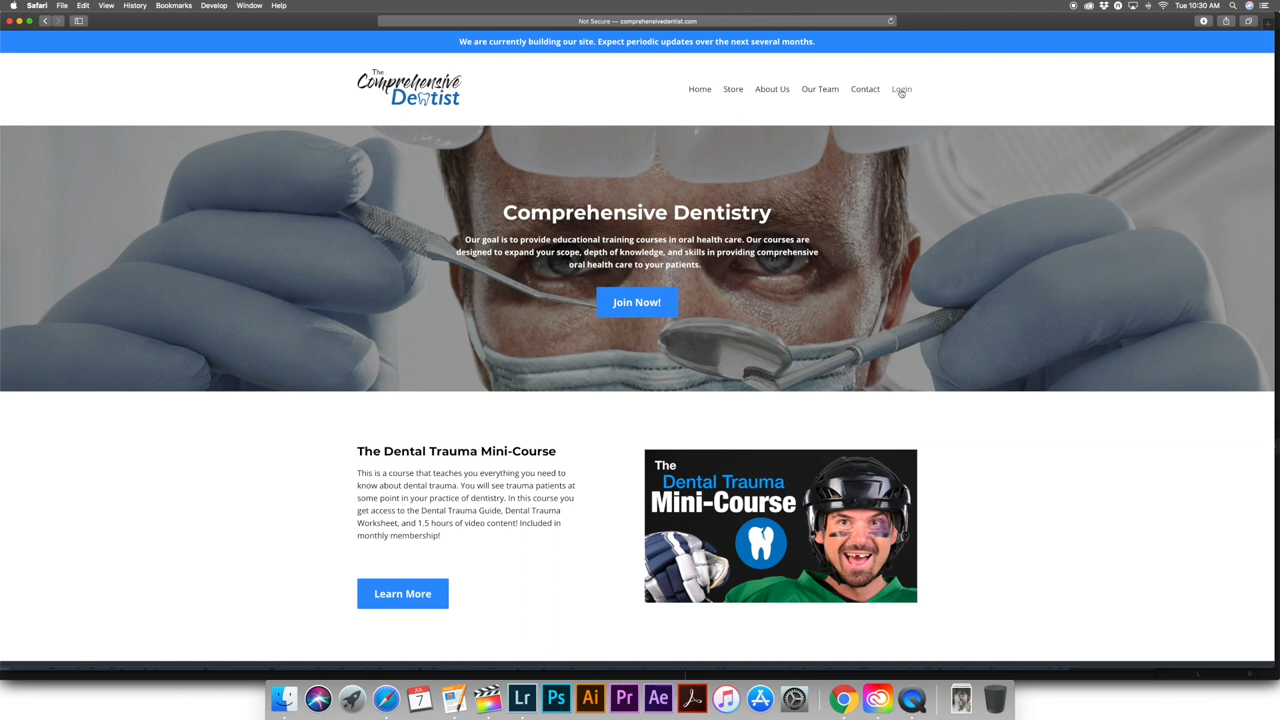 Safari File Edit View History Bookmarks Develop Window Help
Tue 10:30 AM
Not Secure — comprehensivedentist.com
We are currently building our site. Expect periodic updates over the next several months.
The
Comprehensive
Dentist
Home Store About Us Our Team Contact Login
Comprehensive Dentistry
Our goal is to provide educational training courses in oral health care. Our courses are
designed to expand your scope, depth of knowledge, and skills in providing comprehensive
oral health care to your patients.
Join Now!
The Dental Trauma Mini-Course
This is a course that teaches you everything you need to
know about dental trauma. You will see trauma patients at
some point in your practice of dentistry. In this course you
get access to the Dental Trauma Guide, Dental Trauma
Worksheet, and 1.5 hours of video content! Included in
monthly membership!
Learn More
The
Dental Trauma
Mini-Course
JUL
7
Lr Ps Ai Pr Ae